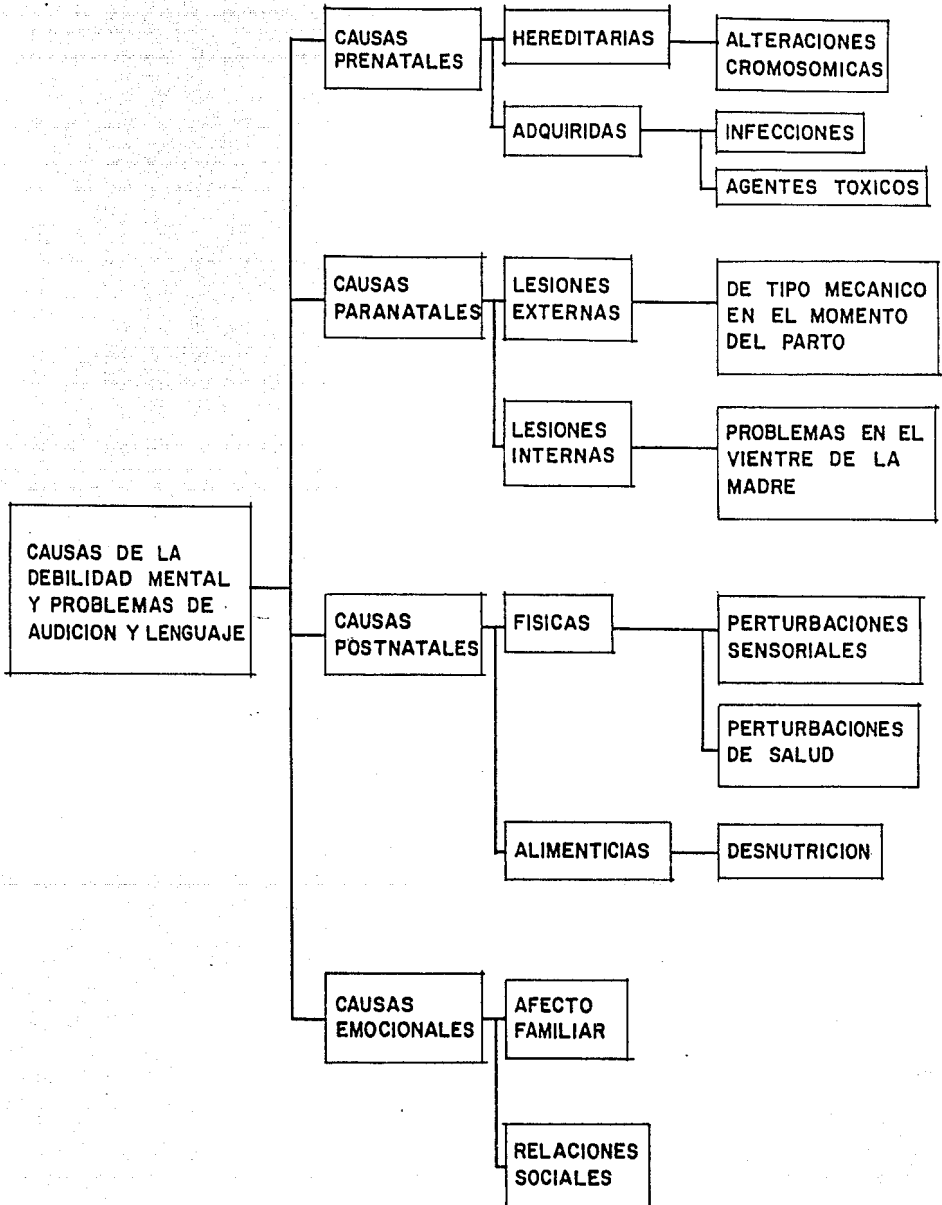 CAUSAS
PRENATALES
HEREDITARIAS
ALTERACIONES
CROMOSOMICAS
ADQUIRIDAS
INFECCIONES
AGENTES TOXICOS
CAUSAS
PARANATALES
LESIONES
EXTERNAS
DE TIPO MECANICO
EN EL MOMENTO
DEL PARTO
LESIONES
INTERNAS
PROBLEMAS EN EL
VIENTRE DE LA
MADRE
CAUSAS DE LA
DEBILIDAD MENTAL
Y PROBLEMAS DE
AUDICION Y LENGUAJE
CAUSAS
POSTNATALES
FISICAS
PERTURBACIONES
SENSORIALES
PERTURBACIONES
DE SALUD
ALIMENTICIAS
DESNUTRICION
CAUSAS
EMOCIONALES
AFECTO
FAMILIAR
RELACIONES
SOCIALES